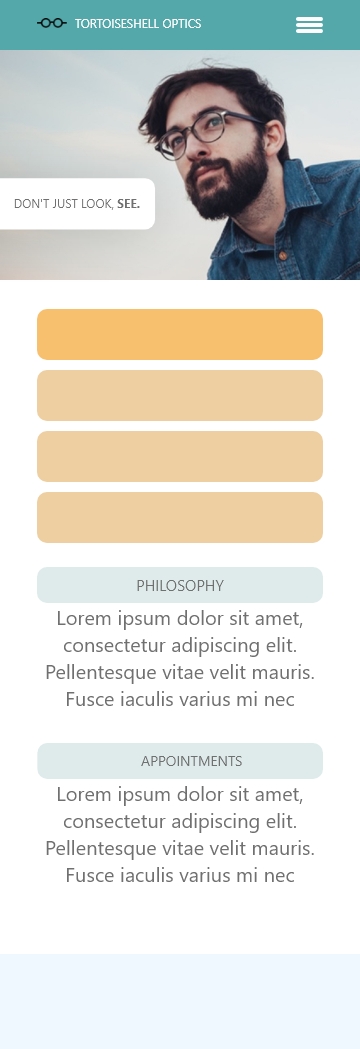 TORTOISESHELL OPTICS
DON'T JUST LOOK, SEE.
PHILOSOPHY
Lorem ipsum dolor sit amet,
consectetur adipiscing elit.
Pellentesque vitae velit mauris.
Fusce iaculis varius mi nec
APPOINTMENTS
Lorem ipsum dolor sit amet,
consectetur adipiscing elit.
Pellentesque vitae velit mauris.
Fusce iaculis varius mi nec